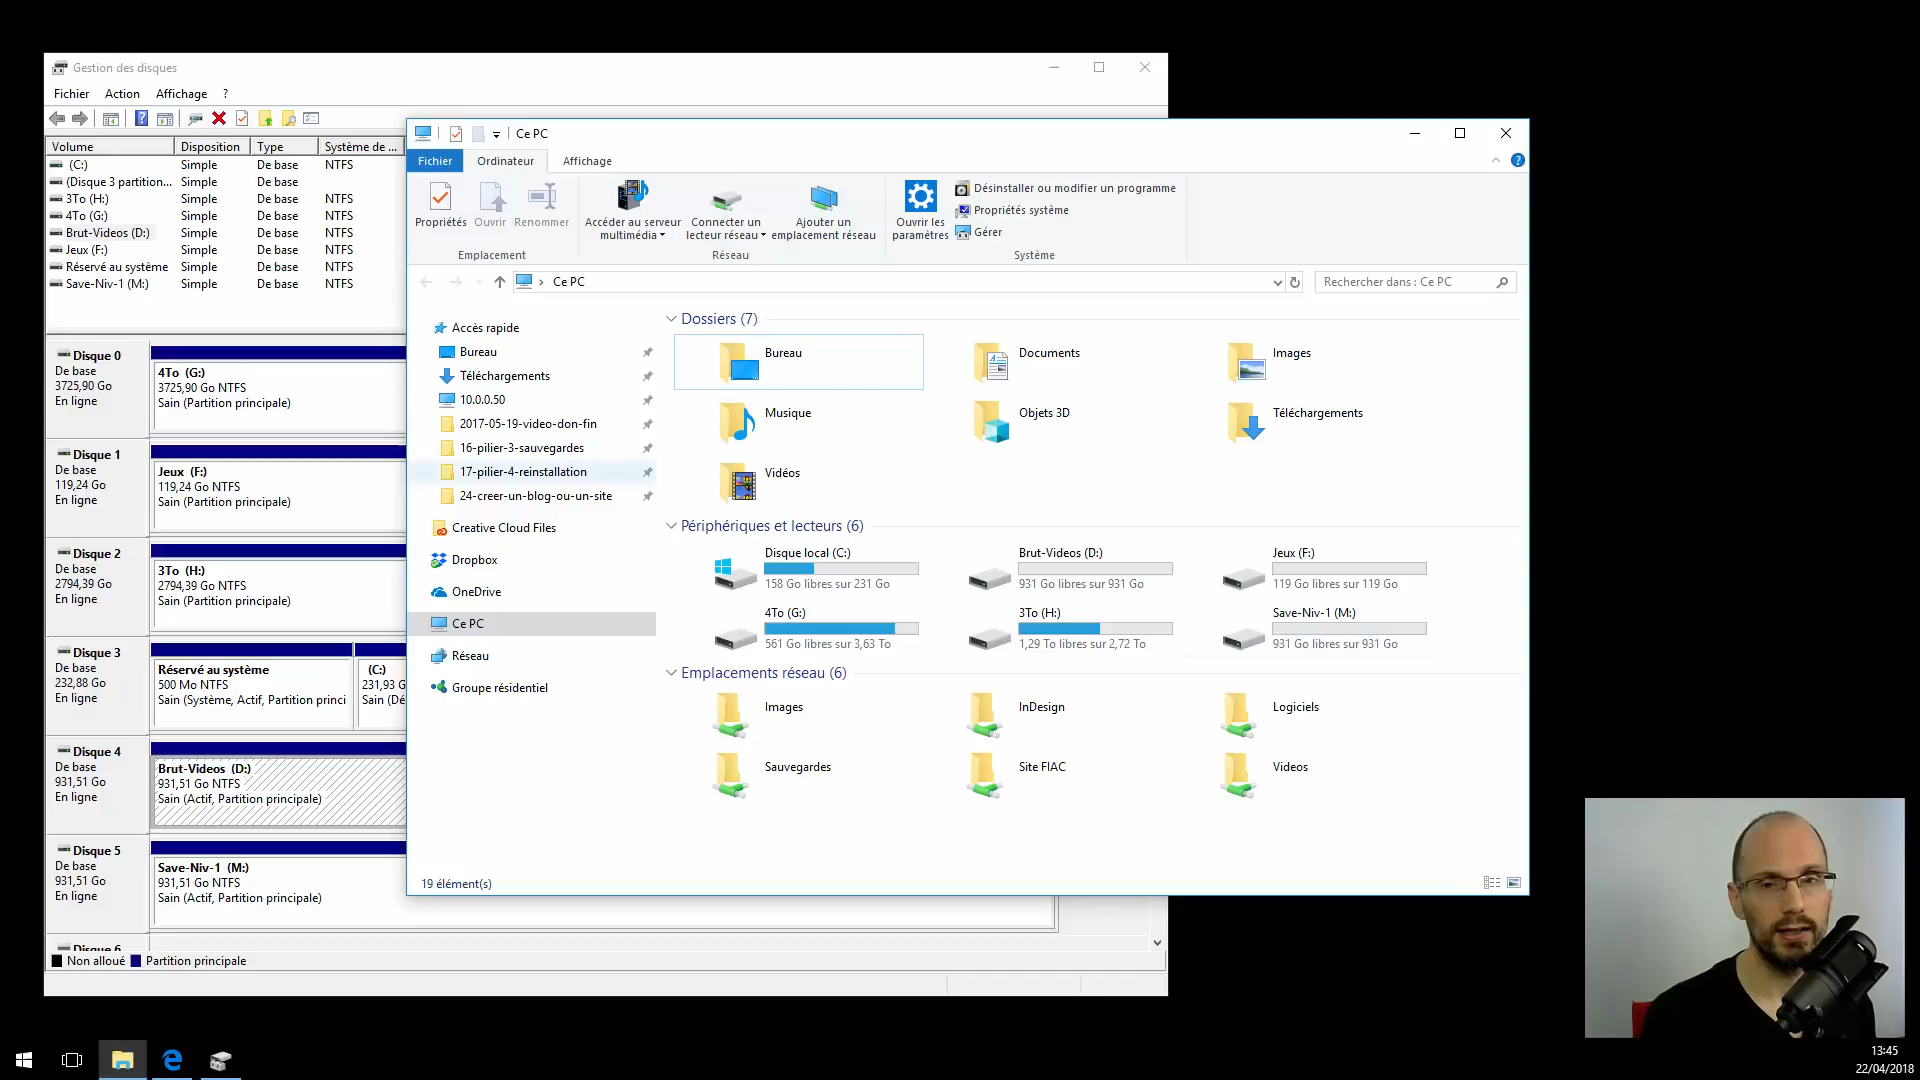 Gestion des disques
Fichier Action Affichage ?
Volume Disposition Type Système de ...
(C:) Simple De base NTFS
(Disque 3 partition... Simple De base
3To (H:) Simple De base NTFS
4To (G:) Simple De base NTFS
Brut-Videos (D:) Simple De base NTFS
Jeux (F:) Simple De base NTFS
Réservé au système Simple De base NTFS
Save-Niv-1 (M:) Simple De base NTFS
Disque 0
De base
3725,90 Go
En ligne
4To (G:)
3725,90 Go NTFS
Sain (Partition principale)
Disque 1
De base
119,24 Go
En ligne
Jeux (F:)
119,24 Go NTFS
Sain (Partition principale)
Disque 2
De base
2794,39 Go
En ligne
3To (H:)
2794,39 Go NTFS
Sain (Partition principale)
Disque 3
De base
232,88 Go
En ligne
Réservé au système
500 Mo NTFS
Sain (Système, Actif, Partition princi
(C:)
231,93 G
Sain (Dé
Disque 4
De base
931,51 Go
En ligne
Brut-Videos (D:)
931,51 Go NTFS
Sain (Actif, Partition principale)
Disque 5
De base
931,51 Go
En ligne
Save-Niv-1 (M:)
931,51 Go NTFS
Sain (Actif, Partition principale)
Disque 6
Non alloué Partition principale
Ce PC
Fichier Ordinateur Affichage
Propriétés Ouvrir Renommer
Emplacement
Accéder au serveur
multimédia
Connecter un
lecteur réseau
Ajouter un
emplacement réseau
Réseau
Ouvrir les
paramètres
Désinstaller ou modifier un programme
Propriétés système
Gérer
Système
Ce PC
Rechercher dans : Ce PC
Accès rapide
Bureau
Téléchargements
10.0.0.50
2017-05-19-video-don-fin
16-pilier-3-sauvegardes
17-pilier-4-reinstallation
24-creer-un-blog-ou-un-site
Creative Cloud Files
Dropbox
OneDrive
Ce PC
Réseau
Groupe résidentiel
Dossiers (7)
Bureau Documents Images
Musique Objets 3D Téléchargements
Vidéos
Périphériques et lecteurs (6)
Disque local (C:) Brut-Videos (D:) Jeux (F:)
158 Go libres sur 231 Go 931 Go libres sur 931 Go 119 Go libres sur 119 Go
4To (G:) 3To (H:) Save-Niv-1 (M:)
561 Go libres sur 3,63 To 1,29 To libres sur 2,72 To 931 Go libres sur 931 Go
Emplacements réseau (6)
Images InDesign Logiciels
Sauvegardes Site FIAC Videos
19 élément(s)
13:45
22/04/2018